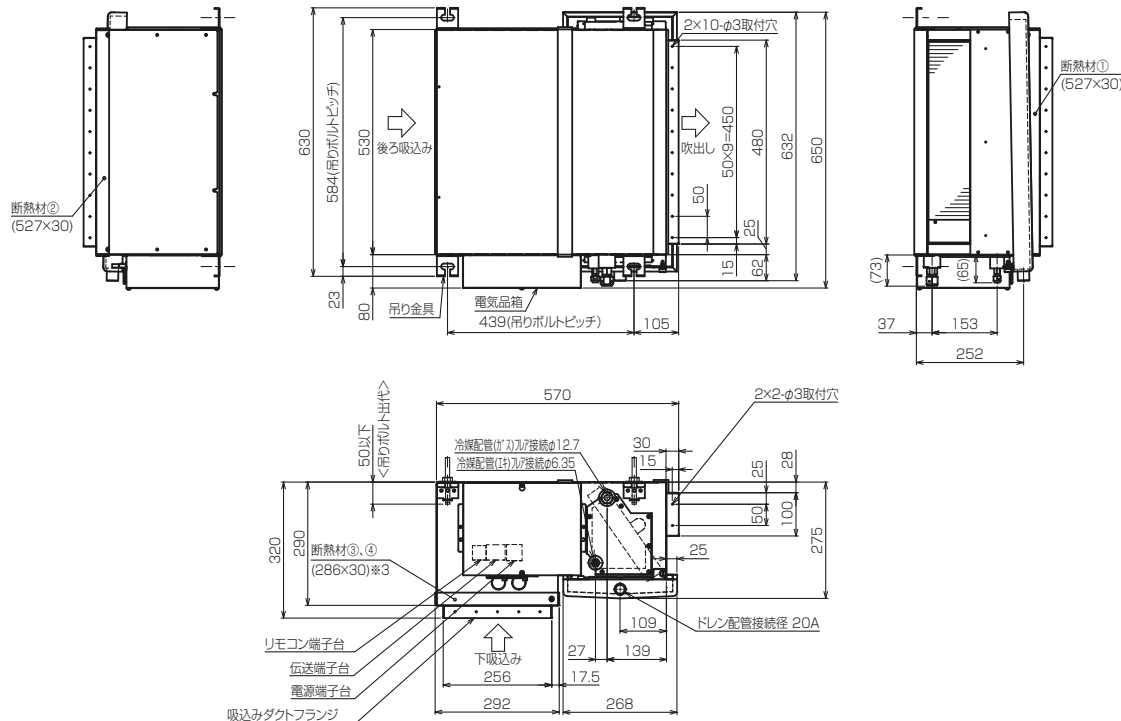 2×10-φ3取付穴
断熱材①
(527×30)
630
584(吊りボルトピッチ)
530
後ろ吸込み
吹出し
50×9=450
480
632
650
断熱材②
(527×30)
50
25
15
62
23
80
吊り金具
電気品箱
439(吊りボルトピッチ)
105
(73)
(65)
37
153
252
570
2×2-φ3取付穴
50以下
<吊りボルト出代>
冷媒配管(ガス)フレア接続φ12.7
冷媒配管(エキ)フレア接続φ6.35
30
15
25
28
50
100
275
320
290
断熱材③、④
(286×30)※3
25
109
ドレン配管接続径 20A
リモコン端子台
伝送端子台
電源端子台
吸込みダクトフランジ
下吸込み
27
139
256
17.5
292
268